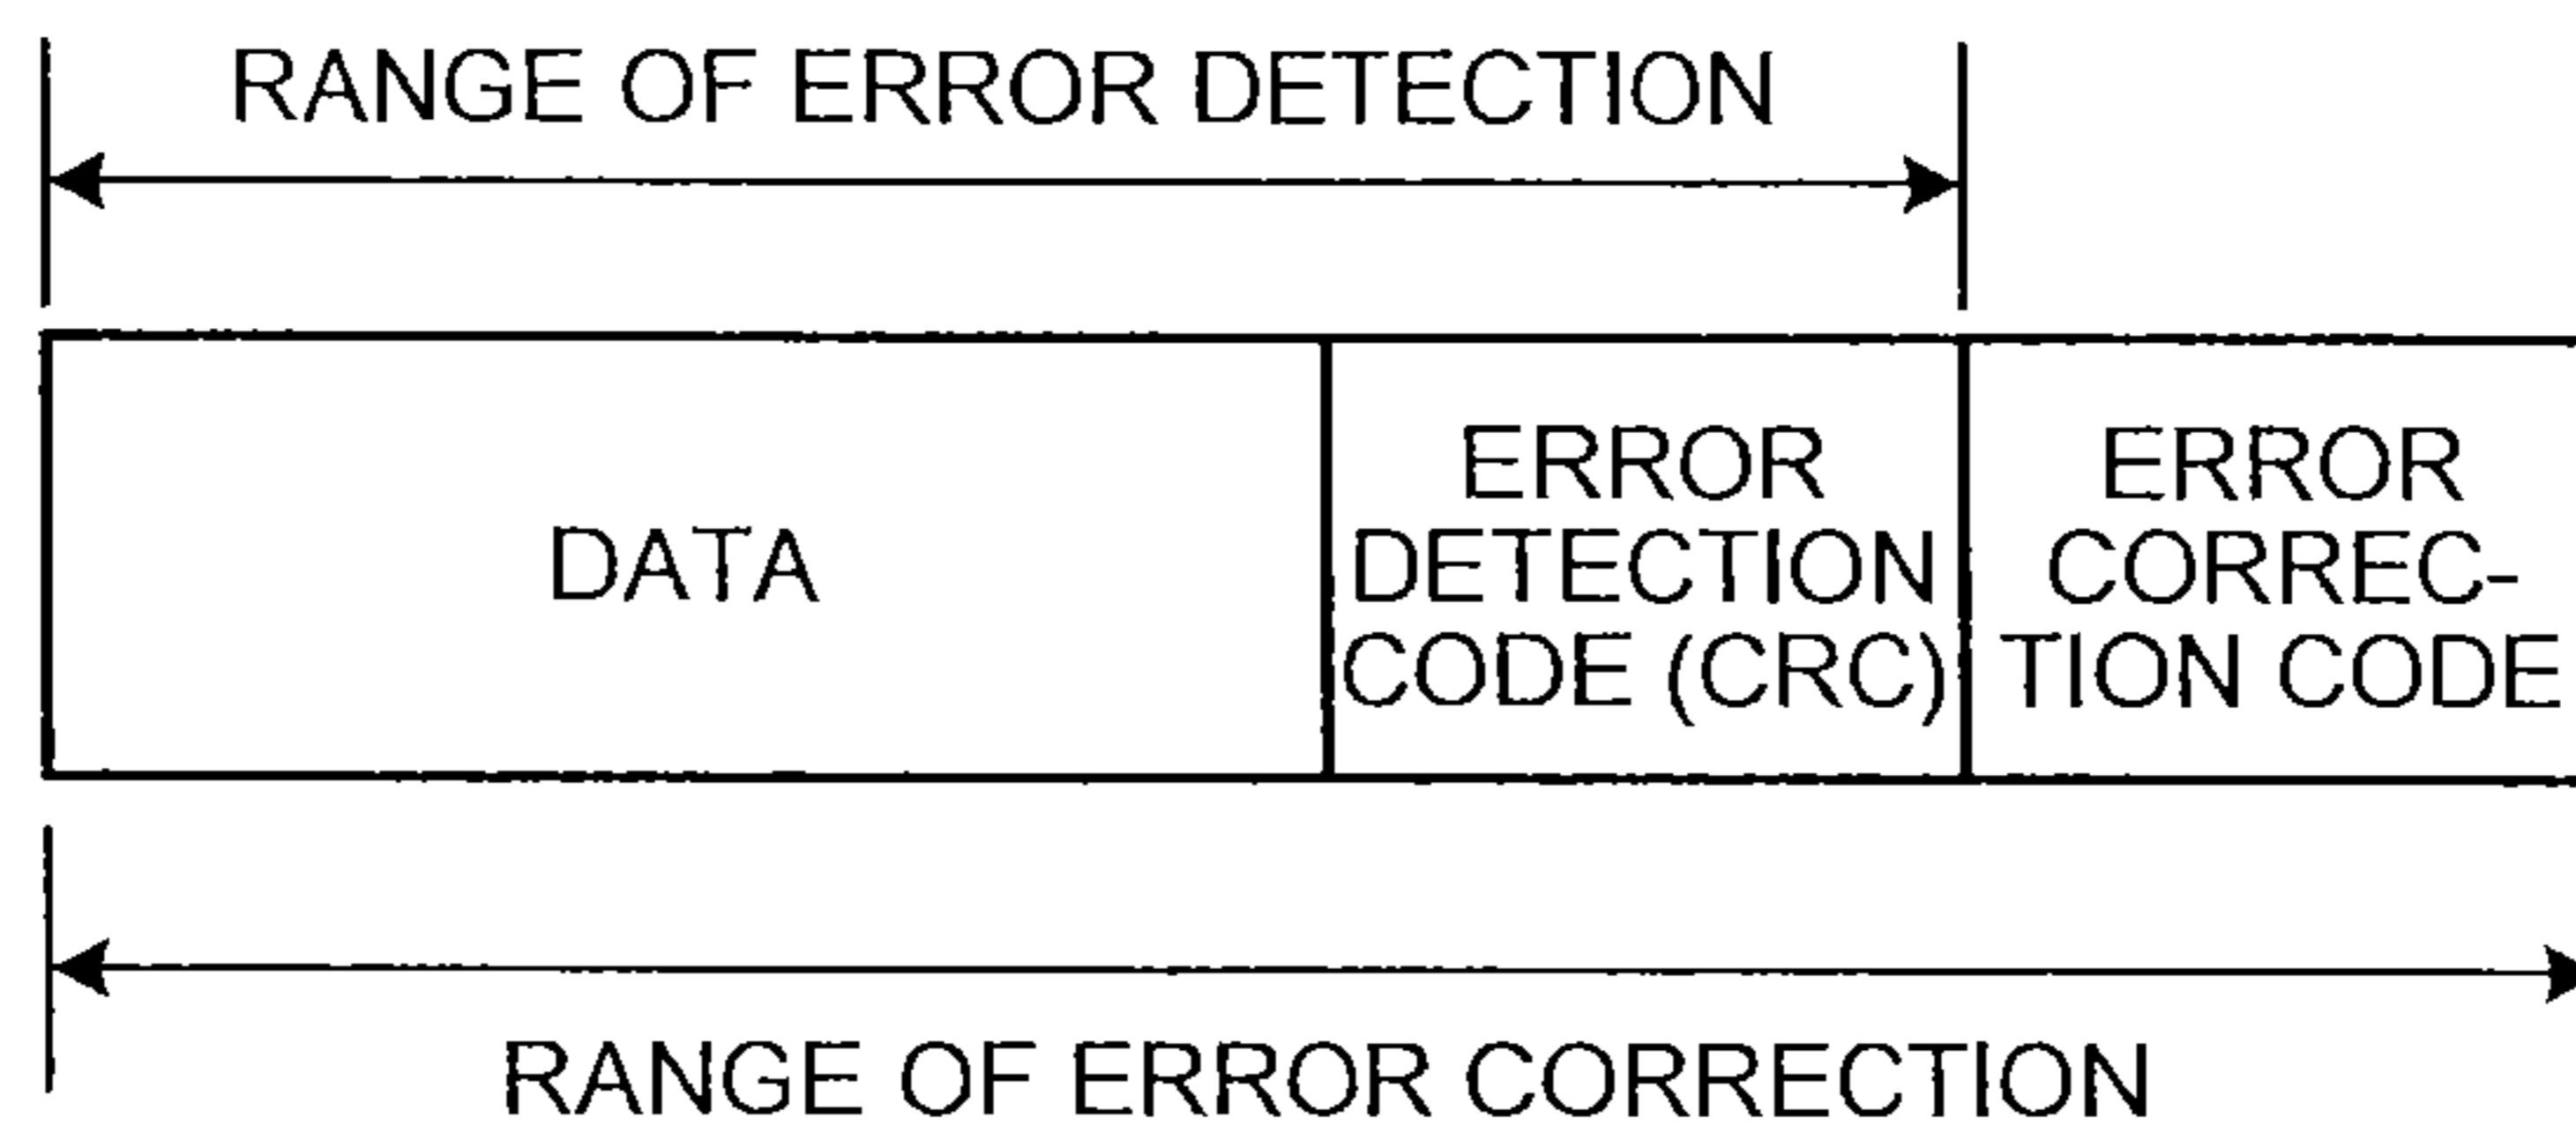 RANGE OF ERROR DETECTION
DATA
ERROR
DETECTION
CODE (CRC)
ERROR
CORREC-
TION CODE
RANGE OF ERROR CORRECTION